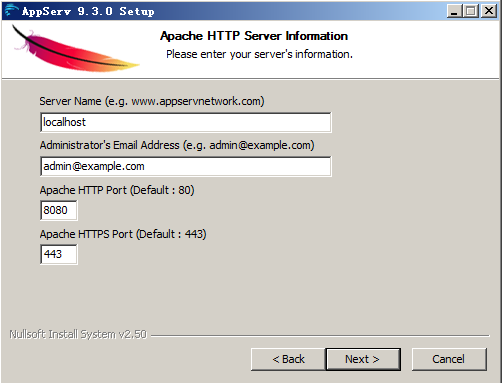 AppServ 9.3.0 Setup
Apache HTTP Server Information
Please enter your server's information.
Server Name (e.g. www.appservnetwork.com)
localhost
Administrator's Email Address (e.g. admin@example.com)
admin@example.com
Apache HTTP Port (Default : 80)
8080
Apache HTTPS Port (Default : 443)
443
Nullsoft Install System v2.50
< Back
Next >
Cancel